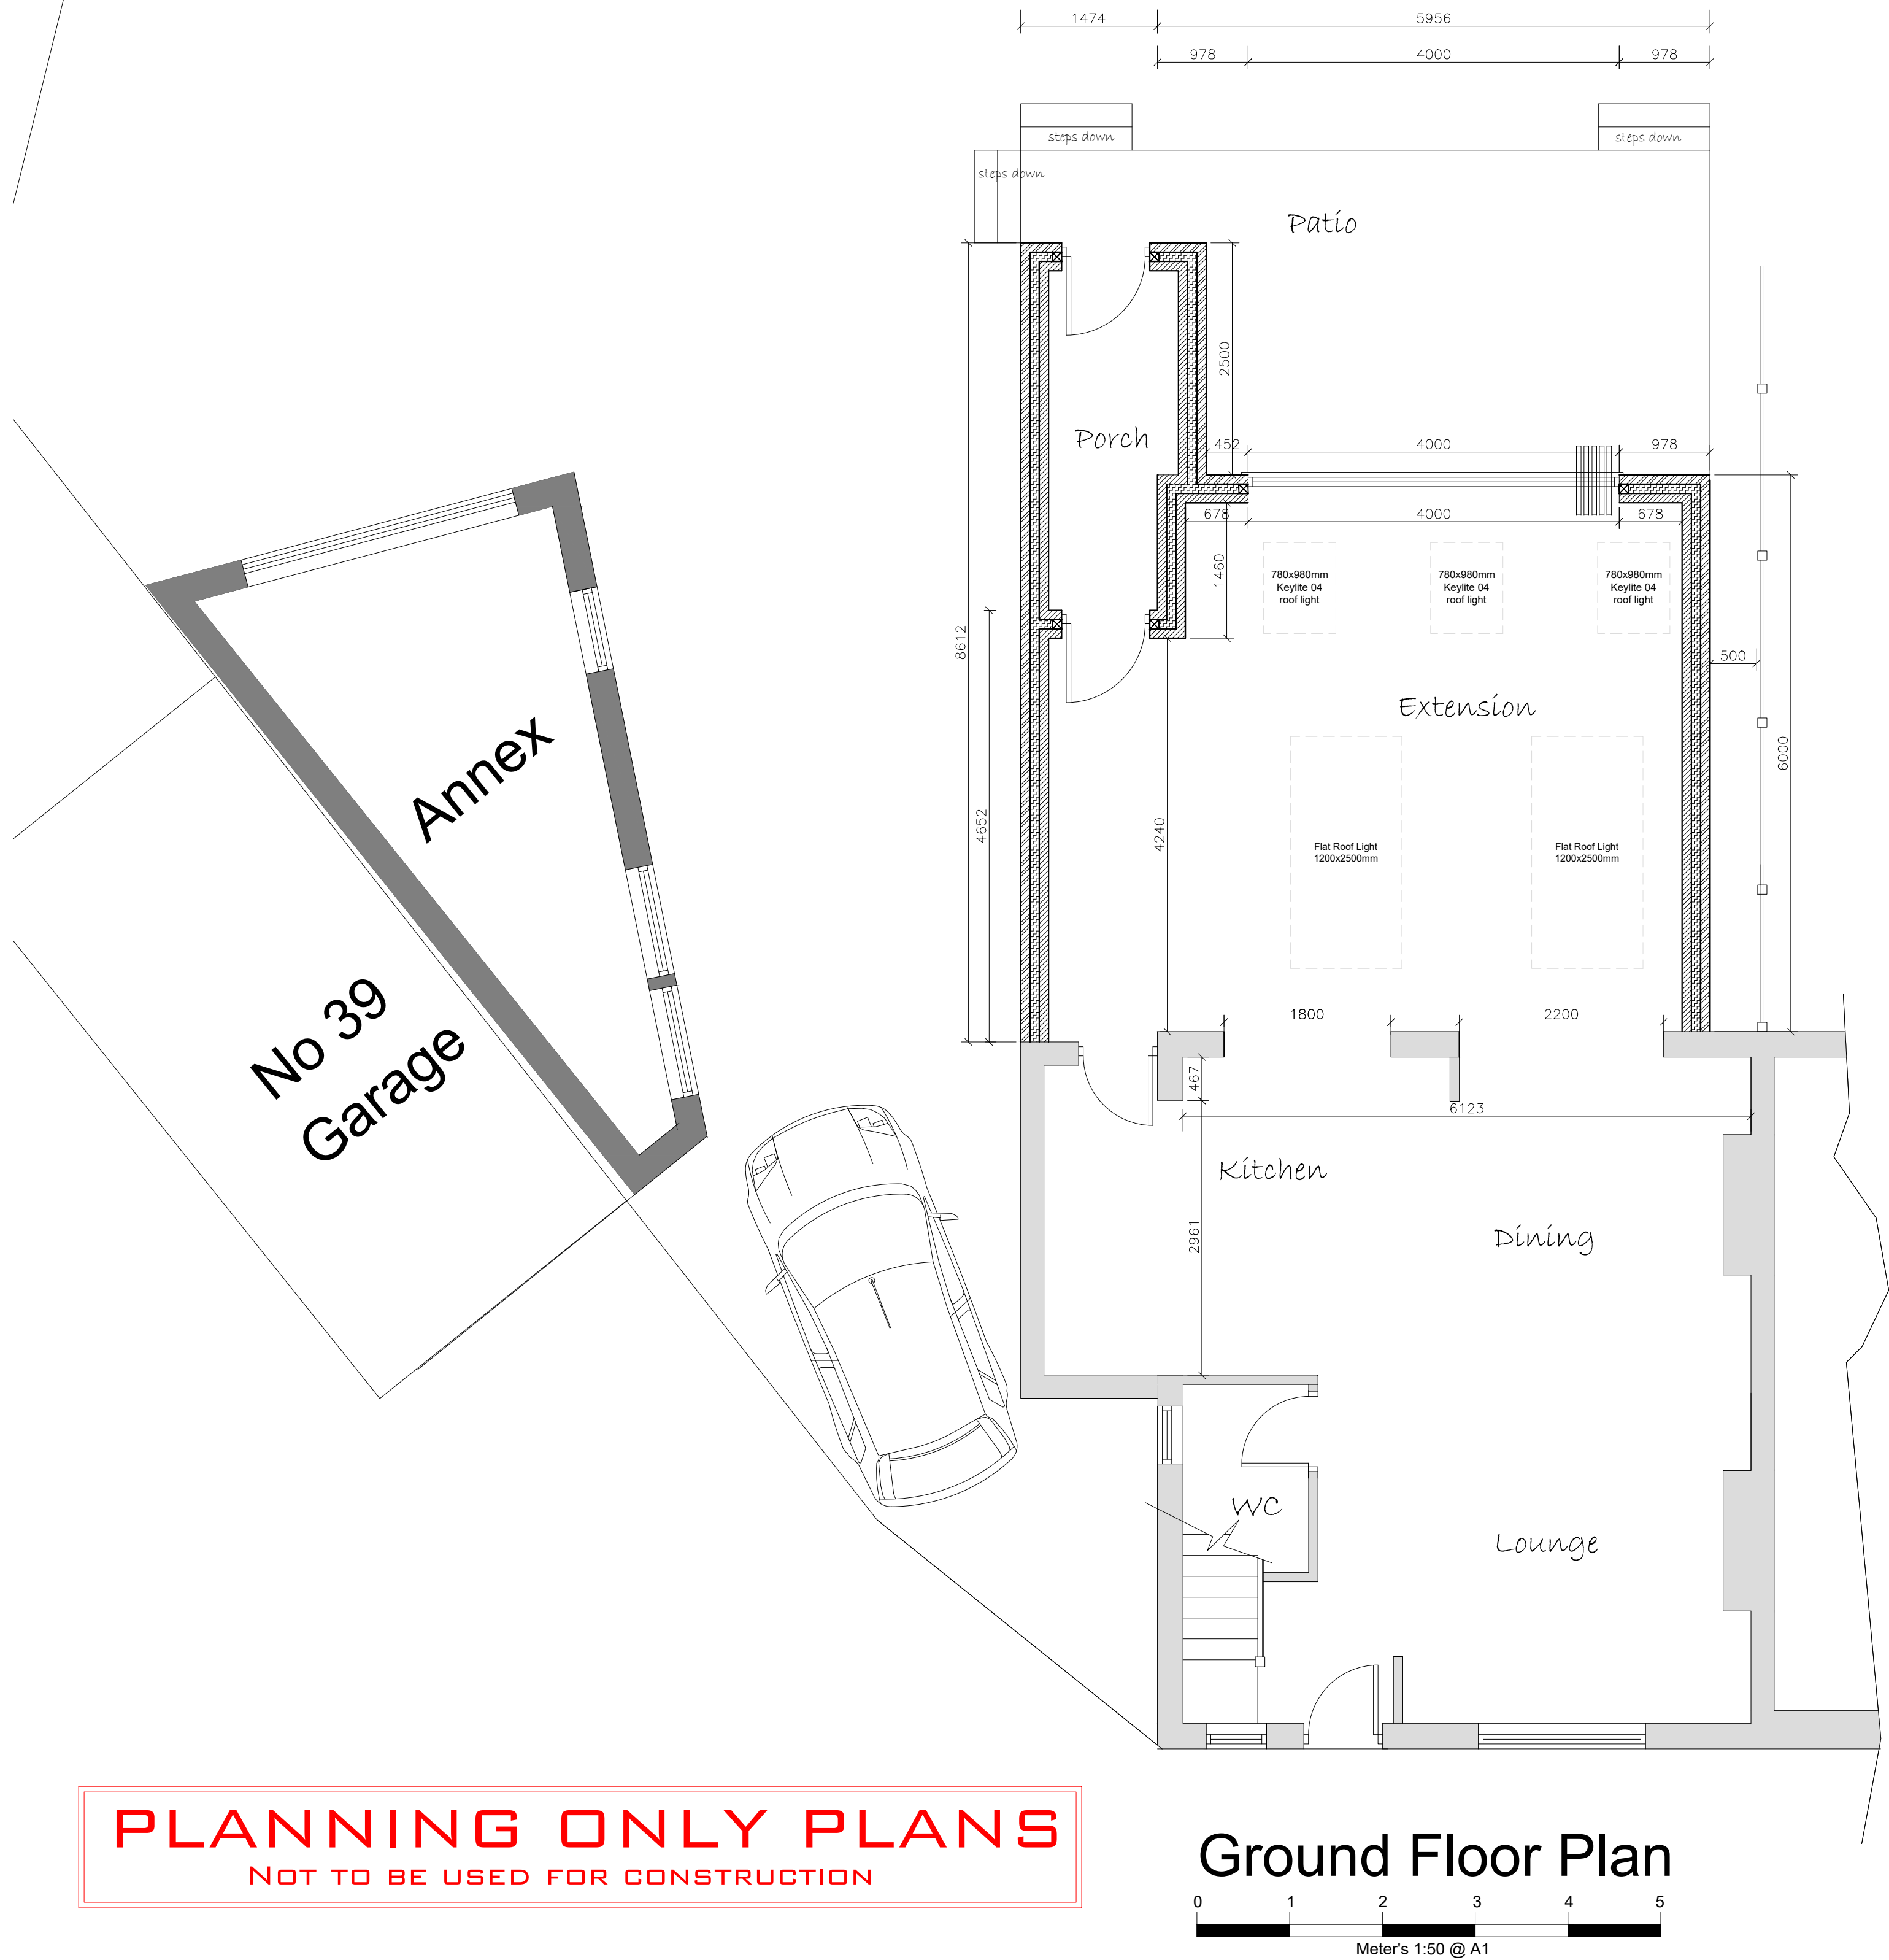 1474
5956
978
4000
978
steps down
steps down
steps down
Patio
2500
Porch
452
4000
978
678
4000
678
1460
780x980mm
Keylite 04
roof light
780x980mm
Keylite 04
roof light
780x980mm
Keylite 04
roof light
8612
500
Extension
6000
Annex
4652
4240
Flat Roof Light
1200x2500mm
Flat Roof Light
1200x2500mm
No 39
Garage
1800
2200
467
6123
Kitchen
2961
Dining
WC
Lounge
PLANNING ONLY PLANS
NOT TO BE USED FOR CONSTRUCTION
Ground Floor Plan
0 1 2 3 4 5
Meter's 1:50 @ A1